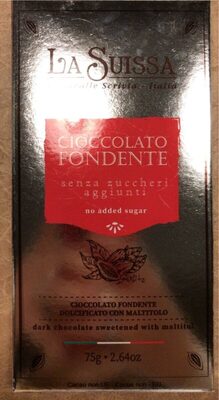 LA SUISSA
Scrivia - Italia
CIOCCOLATO
FONDENTE
senza zuccheri
aggiunti
no added sugar
CIOCCOLATO FONDENTE
DOLCIFICATO CON MALTITOLO
dark chocolate sweetened with maltitol
75g • 2.64oz